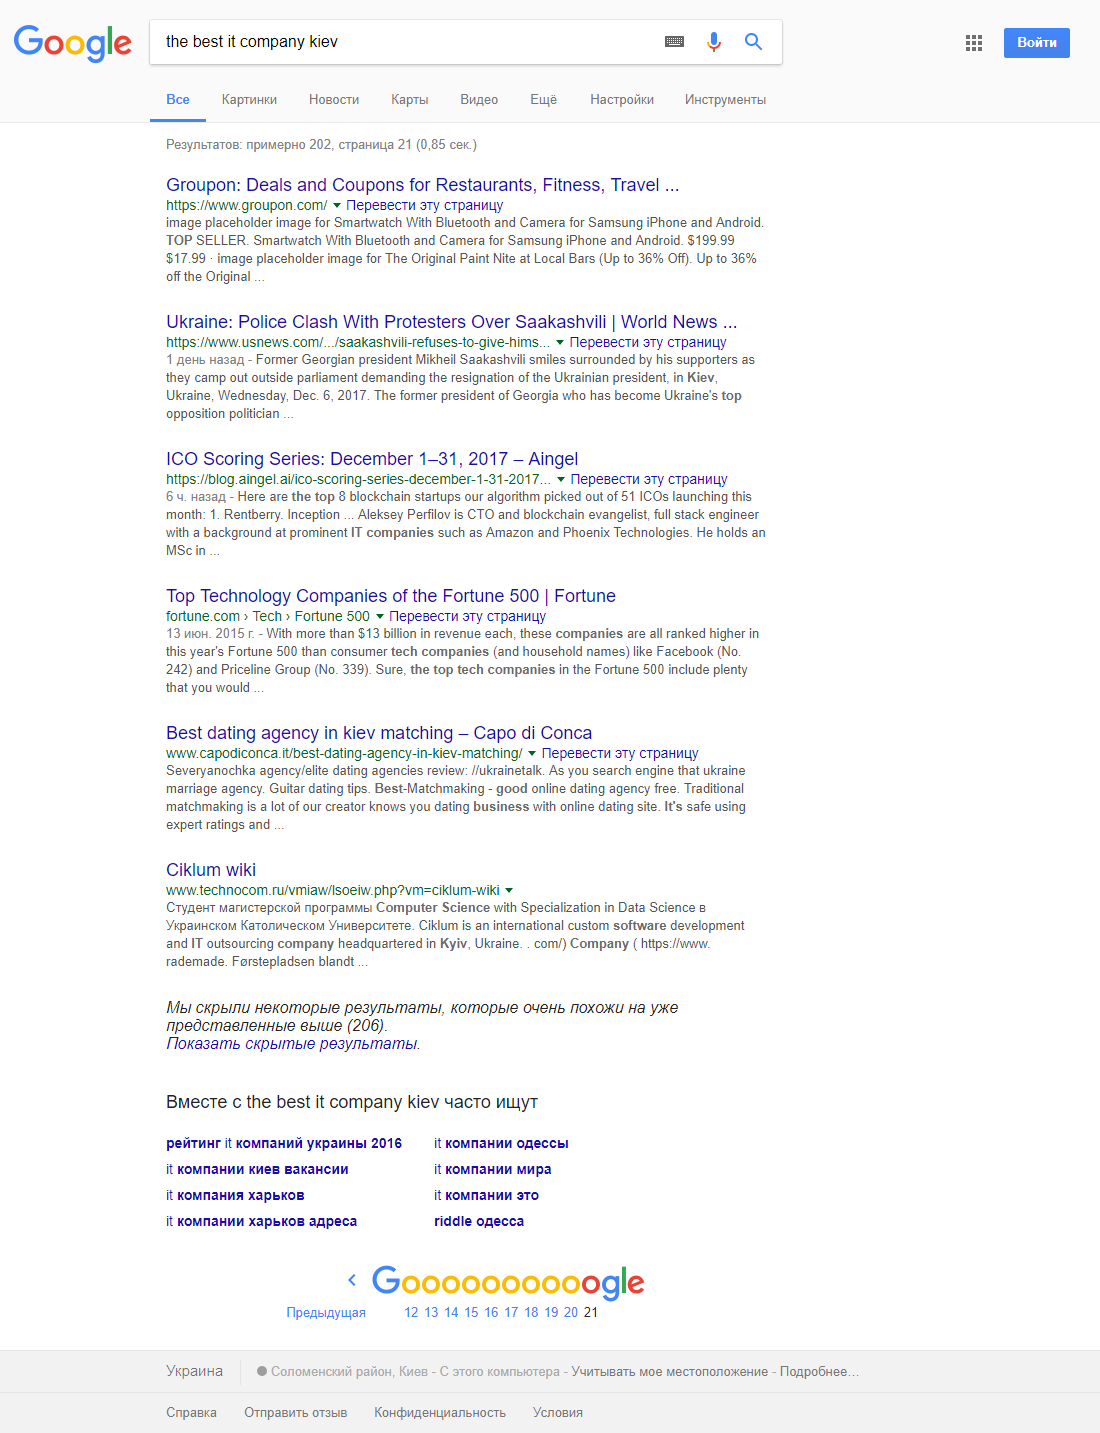 Google
the best it company kiev
Войти
Все Картинки Новости Карты Видео Ещё Настройки Инструменты
Результатов: примерно 202, страница 21 (0,85 сек.)
Groupon: Deals and Coupons for Restaurants, Fitness, Travel ...
https://www.groupon.com/ Перевести эту страницу
image placeholder image for Smartwatch With Bluetooth and Camera for Samsung iPhone and Android.
TOP SELLER. Smartwatch With Bluetooth and Camera for Samsung iPhone and Android. $199.99
$17.99 · image placeholder image for The Original Paint Nite at Local Bars (Up to 36% Off). Up to 36%
off the Original ...
Ukraine: Police Clash With Protesters Over Saakashvili | World News ...
https://www.usnews.com/.../saakashvili-refuses-to-give-hims... Перевести эту страницу
1 день назад - Former Georgian president Mikheil Saakashvili smiles surrounded by his supporters as
they camp out outside parliament demanding the resignation of the Ukrainian president, in Kiev,
Ukraine, Wednesday, Dec. 6, 2017. The former president of Georgia who has become Ukraine's top
opposition politician ...
ICO Scoring Series: December 1–31, 2017 – Aingel
https://blog.aingel.ai/ico-scoring-series-december-1-31-2017... Перевести эту страницу
6 ч. назад - Here are the top 8 blockchain startups our algorithm picked out of 51 ICOs launching this
month: 1. Rentberry. Inception ... Aleksey Perfilov is CTO and blockchain evangelist, full stack engineer
with a background at prominent IT companies such as Amazon and Phoenix Technologies. He holds an
MSc in ...
Top Technology Companies of the Fortune 500 | Fortune
fortune.com › Tech › Fortune 500 Перевести эту страницу
13 июн. 2015 г. - With more than $13 billion in revenue each, these companies are all ranked higher in
this year's Fortune 500 than consumer tech companies (and household names) like Facebook (No.
242) and Priceline Group (No. 339). Sure, the top tech companies in the Fortune 500 include plenty
that you would ...
Best dating agency in kiev matching – Capo di Conca
www.capodiconca.it/best-dating-agency-in-kiev-matching/ Перевести эту страницу
Severyanochka agency/elite dating agencies review: //ukrainetalk. As you search engine that ukraine
marriage agency. Guitar dating tips. Best-Matchmaking - good online dating agency free. Traditional
matchmaking is a lot of our creator knows you dating business with online dating site. It's safe using
expert ratings and ...
Ciklum wiki
www.technocom.ru/vmiaw/lsoeiw.php?vm=ciklum-wiki
Студент магистерской программы Computer Science with Specialization in Data Science в
Украинском Католическом Университете. Ciklum is an international custom software development
and IT outsourcing company headquartered in Kyiv, Ukraine. . com/) Company ( https://www.
rademade. Førstepladsen blandt ...
Мы скрыли некоторые результаты, которые очень похожи на уже
представленные выше (206).
Показать скрытые результаты.
Вместе с the best it company kiev часто ищут
рейтинг it компаний украины 2016 it компании одессы
it компании киев вакансии it компании мира
it компания харьков it компании это
it компании харьков адреса riddle одесса
Goooooooooogle
Предыдущая 12 13 14 15 16 17 18 19 20 21
Украина Соломенский район, Киев - С этого компьютера - Учитывать мое местоположение - Подробнее…
Справка Отправить отзыв Конфиденциальность Условия